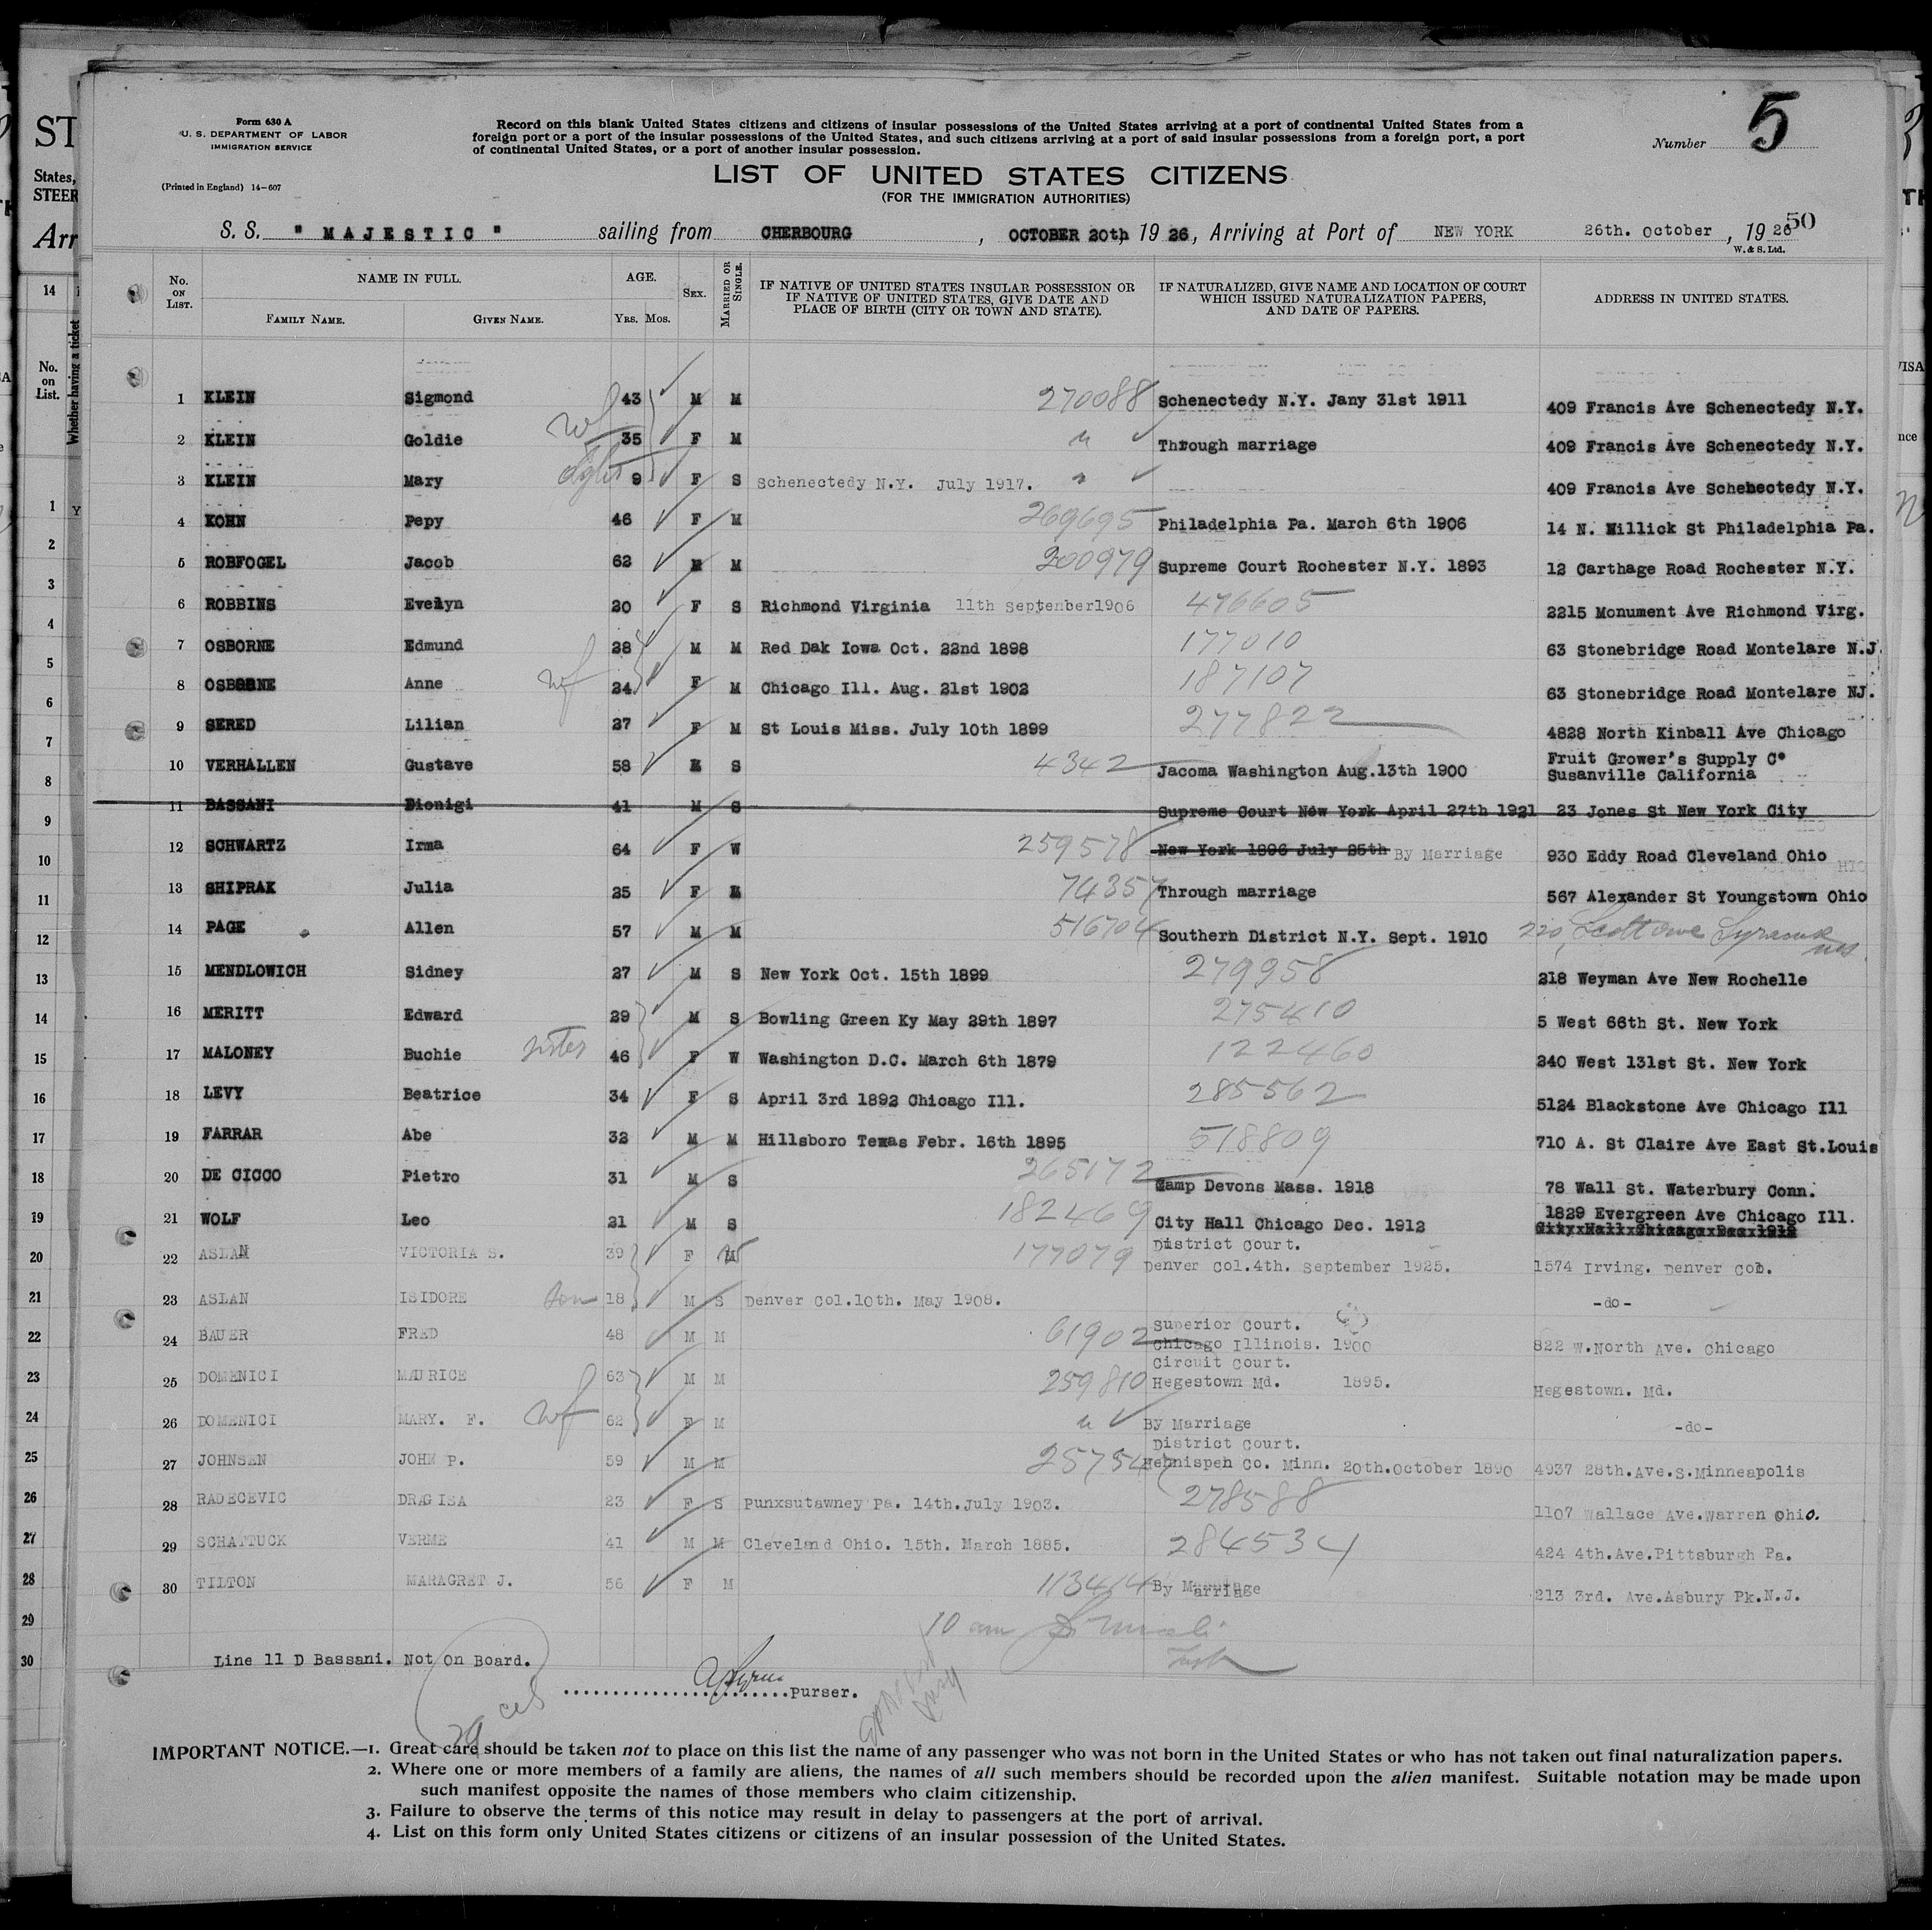 Form 630 A
U. S. DEPARTMENT OF LABOR
IMMIGRATION SERVICE
(Printed in England) 14-607
Record on this blank United States citizens and citizens of insular possessions of the United States arriving at a port of continental United States from a
foreign port or a port of the insular possessions of the United States, and such citizens arriving at a port of said insular possessions from a foreign port, a port
of continental United States, or a port of another insular possession.
Number 5
LIST OF UNITED STATES CITIZENS
(FOR THE IMMIGRATION AUTHORITIES)
S. S. " MAJESTIC " sailing from CHERBOURG, OCTOBER 20th, 1926, Arriving at Port of NEW YORK 26th. October, 1926 50
W. & S. Ltd.
No. ON LIST. NAME IN FULL. FAMILY NAME. GIVEN NAME. AGE. YRS. MOS. SEX. MARRIED OR SINGLE. IF NATIVE OF UNITED STATES INSULAR POSSESSION OR IF NATIVE OF UNITED STATES, GIVE DATE AND PLACE OF BIRTH (CITY OR TOWN AND STATE). IF NATURALIZED, GIVE NAME AND LOCATION OF COURT WHICH ISSUED NATURALIZATION PAPERS, AND DATE OF PAPERS. ADDRESS IN UNITED STATES.
1 KLEIN Sigmond 43 M M 270088 Schenectedy N.Y. Jany 31st 1911 409 Francis Ave Schenectedy N.Y.
2 KLEIN Goldie wf 35 F M " Through marriage 409 Francis Ave Schenectedy N.Y.
3 KLEIN Mary dghtr 9 F S Schenectedy N.Y. July 1917. " 409 Francis Ave Schenectedy N.Y.
4 KOHN Pepy 46 F M 269695 Philadelphia Pa. March 6th 1906 14 N. Millick St Philadelphia Pa.
5 ROBFOGEL Jacob 62 M M 200979 Supreme Court Rochester N.Y. 1893 12 Carthage Road Rochester N.Y.
6 ROBBINS Evelyn 20 F S Richmond Virginia 11th September1906 476605 2215 Monument Ave Richmond Virg.
7 OSBORNE Edmund 28 M M Red Dak Iowa Oct. 22nd 1898 177010 63 Stonebridge Road Montelare N.J.
8 OSBORNE Anne wf 24 F M Chicago Ill. Aug. 21st 1902 187107 63 Stonebridge Road Montelare NJ.
9 SERED Lilian 27 F M St Louis Miss. July 10th 1899 277822 4828 North Kinball Ave Chicago
10 VERHALLEN Gustave 58 M S 4342 Jacoma Washington Aug.13th 1900 Fruit Grower's Supply Co
Susanville California
11 BASSANI Dionigi 41 M S Supreme Court New York April 27th 1921 23 Jones St New York City
12 SCHWARTZ Irma 64 F W 259578 New York 1896 July 25th By Marriage 930 Eddy Road Cleveland Ohio
13 SHIPRAK Julia 25 F M 74357 Through marriage 567 Alexander St Youngstown Ohio
14 PAGE Allen 57 M M 516704 Southern District N.Y. Sept. 1910 220 Scott ave Syracuse
15 MENDLOWICH Sidney 27 M S New York Oct. 15th 1899 279958 218 Weyman Ave New Rochelle
16 MERITT Edward 29 M S Bowling Green Ky May 29th 1897 275410 5 West 66th St. New York
17 MALONEY Buchie sister 46 F W Washington D.C. March 6th 1879 122460 240 West 131st St. New York
18 LEVY Beatrice 34 F S April 3rd 1892 Chicago Ill. 285562 5124 Blackstone Ave Chicago Ill
19 FARRAR Abe 32 M M Hillsboro Texas Febr. 16th 1895 518809 710 A. St Claire Ave East St.Louis
20 DE CICCO Pietro 31 M S 265172 Camp Devons Mass. 1918 78 Wall St. Waterbury Conn.
21 WOLF Leo 21 M S 182469 City Hall Chicago Dec. 1912 1829 Evergreen Ave Chicago Ill.
22 ASLAN VICTORIA S. 39 F 177079 District Court.
Denver Col.4th. September 1925. 1574 Irving. Denver Col.
23 ASLAN ISIDORE son 18 M S Denver Col.10th. May 1908. -do-
24 BAUER FRED 48 M M 61902 Superior Court.
Chicago Illinois. 1900 822 W.North Ave. Chicago
25 DOMENICI MAURICE 63 M M 259810 Circuit Court.
Hegestown Md. 1895. Hegestown. Md.
26 DOMENICI MARY. F. wf 62 F M " By Marriage -do-
27 JOHNSEN JOHN P. 59 M M 25754 District Court.
Hennispen Co. Minn. 20th.October 1890 4937 28th.Ave.S.Minneapolis
28 RADECEVIC DRAGISA 23 F S Punxsutawney Pa. 14th.July 1903. 278588 1107 Wallace Ave.Warren Ohio.
29 SCHATTUCK VERME 41 M M Cleveland Ohio. 15th. March 1885. 284534 424 4th.Ave.Pittsburgh Pa.
30 TILTON MARAGRET J. 56 F M 113414 By Marriage 213 3rd. Ave.Asbury Pk.N.J.
10 am
Line 11 D Bassani. Not On Board.
........................Purser.
29
IMPORTANT NOTICE.—1. Great care should be taken not to place on this list the name of any passenger who was not born in the United States or who has not taken out final naturalization papers.
2. Where one or more members of a family are aliens, the names of all such members should be recorded upon the alien manifest. Suitable notation may be made upon
such manifest opposite the names of those members who claim citizenship.
3. Failure to observe the terms of this notice may result in delay to passengers at the port of arrival.
4. List on this form only United States citizens or citizens of an insular possession of the United States.